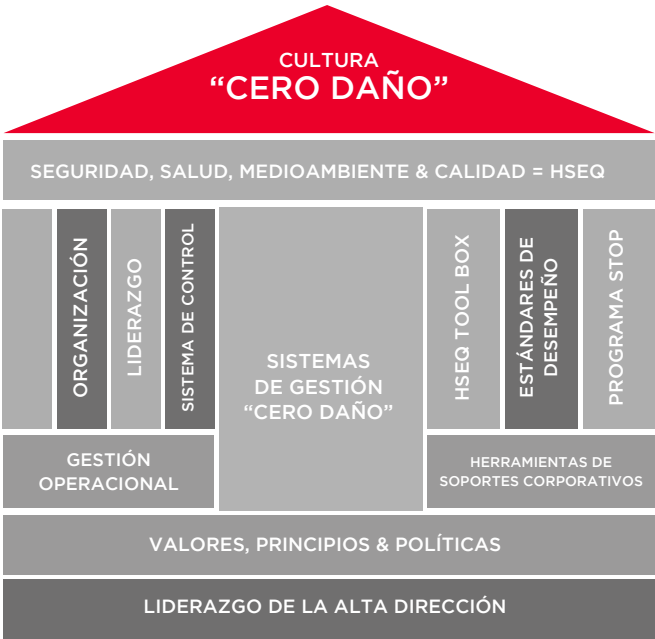 CULTURA
“CERO DAÑO”
SEGURIDAD, SALUD, MEDIOAMBIENTE & CALIDAD = HSEQ
ORGANIZACIÓN
LIDERAZGO
SISTEMA DE CONTROL
SISTEMAS
DE GESTIÓN
“CERO DAÑO”
HSEQ TOOL BOX
ESTÁNDARES DE
DESEMPEÑO
PROGRAMA STOP
GESTIÓN
OPERACIONAL
HERRAMIENTAS DE
SOPORTES CORPORATIVOS
VALORES, PRINCIPIOS & POLÍTICAS
LIDERAZGO DE LA ALTA DIRECCIÓN